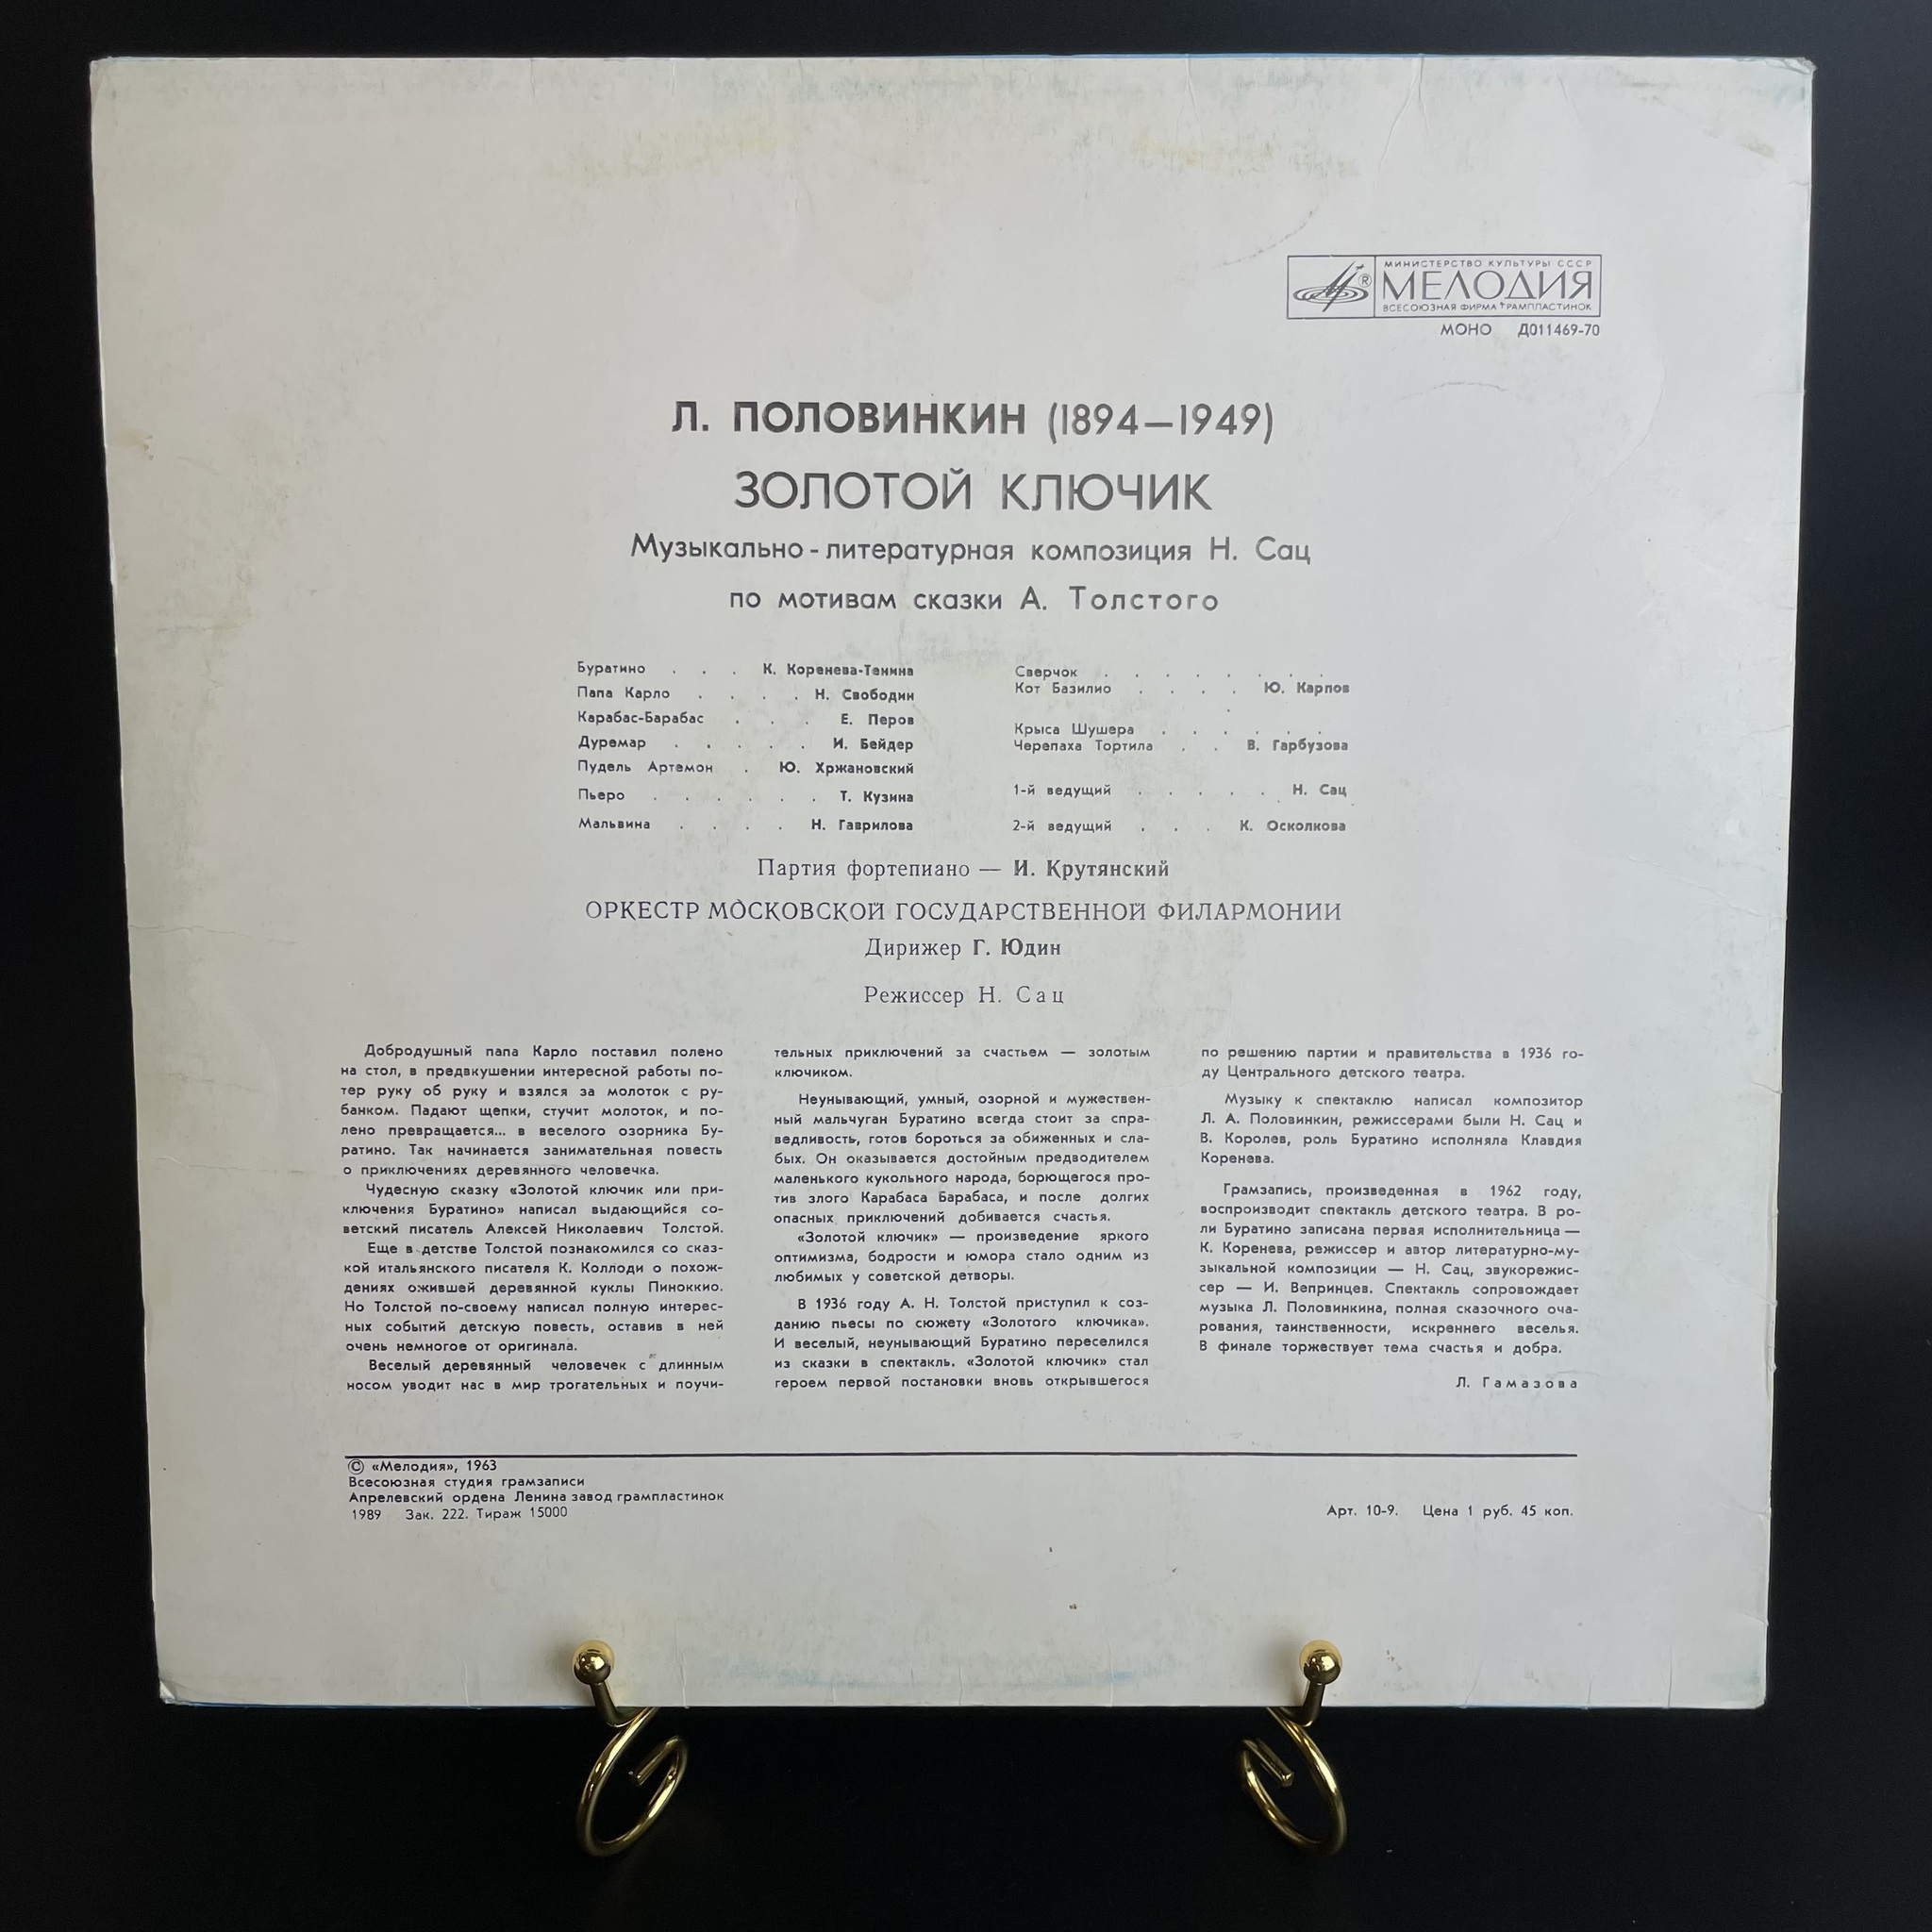 МИНИСТЕРСТВО КУЛЬТУРЫ СССР
МЕЛОДИЯ
ВСЕСОЮЗНАЯ ФИРМА ГРАМПЛАСТИНОК
МОНО Д011469-70
Л. ПОЛОВИНКИН (1894—1949)
ЗОЛОТОЙ КЛЮЧИК
Музыкально-литературная композиция Н. Сац
по мотивам сказки А. Толстого
Буратино . . . К. Коренева-Тенина
Папа Карло . . . . Н. Свободин
Карабас-Барабас . . . Е. Перов
Дуремар . . . . . И. Бейдер
Пудель Артемон . Ю. Хржановский
Пьеро . . . . . . Т. Кузина
Мальвина . . . . Н. Гаврилова
Сверчок . . . . . . .
Кот Базилио . . . . Ю. Карпов
Крыса Шушера . . . . . .
Черепаха Тортила . . В. Гарбузова
1-й ведущий . . . . . Н. Сац
2-й ведущий . . . К. Осколкова
Партия фортепиано — И. Крутянский
ОРКЕСТР МОСКОВСКОЙ ГОСУДАРСТВЕННОЙ ФИЛАРМОНИИ
Дирижер Г. Юдин
Режиссер Н. Сац
Добродушный папа Карло поставил полено
на стол, в предвкушении интересной работы по-
тер руку об руку и взялся за молоток с ру-
банком. Падают щепки, стучит молоток, и по-
лено превращается... в веселого озорника Бу-
ратино. Так начинается занимательная повесть
о приключениях деревянного человечка.
Чудесную сказку «Золотой ключик или при-
ключения Буратино» написал выдающийся со-
ветский писатель Алексей Николаевич Толстой.
Еще в детстве Толстой познакомился со сказ-
кой итальянского писателя К. Коллоди о похож-
дениях ожившей деревянной куклы Пиноккио.
Но Толстой по-своему написал полную интерес-
ных событий детскую повесть, оставив в ней
очень немногое от оригинала.
Веселый деревянный человечек с длинным
носом уводит нас в мир трогательных и поучи-
тельных приключений за счастьем — золотым
ключиком.
Неунывающий, умный, озорной и мужествен-
ный мальчуган Буратино всегда стоит за спра-
ведливость, готов бороться за обиженных и сла-
бых. Он оказывается достойным предводителем
маленького кукольного народа, борющегося про-
тив злого Карабаса Барабаса, и после долгих
опасных приключений добивается счастья.
«Золотой ключик» — произведение яркого
оптимизма, бодрости и юмора стало одним из
любимых у советской детворы.
В 1936 году А. Н. Толстой приступил к соз-
данию пьесы по сюжету «Золотого ключика».
И веселый, неунывающий Буратино переселился
из сказки в спектакль. «Золотой ключик» стал
героем первой постановки вновь открывшегося
по решению партии и правительства в 1936 го-
ду Центрального детского театра.
Музыку к спектаклю написал композитор
Л. А. Половинкин, режиссерами были Н. Сац и
В. Королев, роль Буратино исполняла Клавдия
Коренева.
Грамзапись, произведенная в 1962 году,
воспроизводит спектакль детского театра. В ро-
ли Буратино записана первая исполнительница —
К. Коренева, режиссер и автор литературно-му-
зыкальной композиции — Н. Сац, звукорежис-
сер — И. Вепринцев. Спектакль сопровождает
музыка Л. Половинкина, полная сказочного оча-
рования, таинственности, искреннего веселья.
В финале торжествует тема счастья и добра.
Л. Гамазова
© «Мелодия», 1963
Всесоюзная студия грамзаписи
Апрелевский ордена Ленина завод грампластинок
1989 Зак. 222. Тираж 15000
Арт. 10-9. Цена 1 руб. 45 коп.